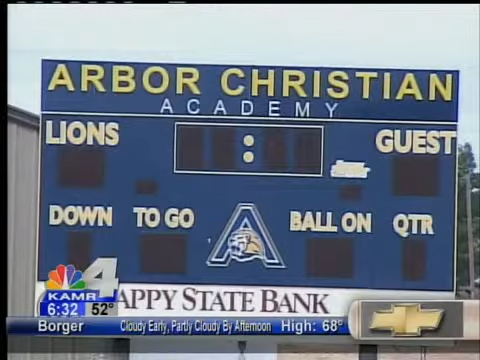 ARBOR CHRISTIAN
ACADEMY
LIONS
GUEST
DOWN
TO GO
BALL ON
QTR
A
4
KAMR
APPY STATE BANK
6:32 52°
Borger Cloudy Early, Partly Cloudy By Afternoon High: 68°